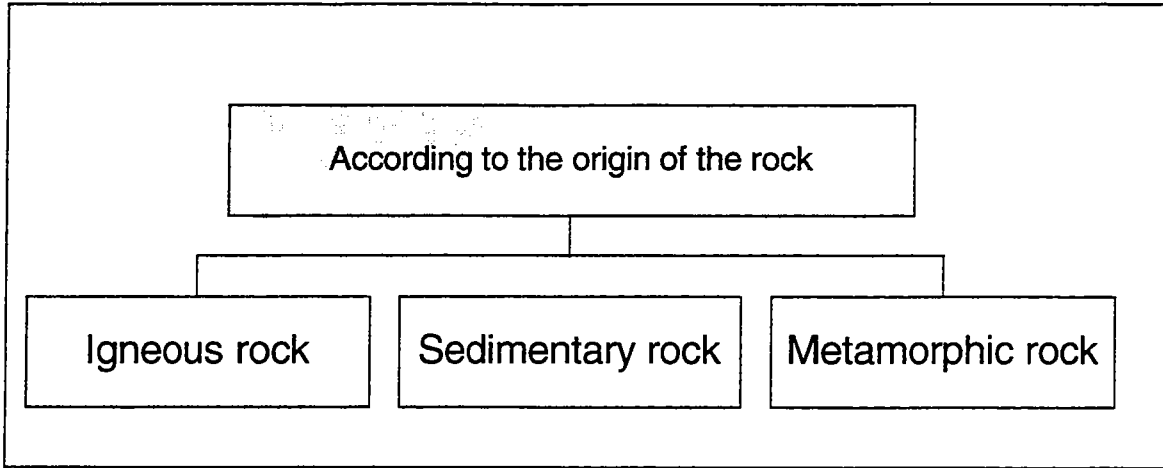 According to the origin of the rock
Igneous rock
Sedimentary rock
Metamorphic rock